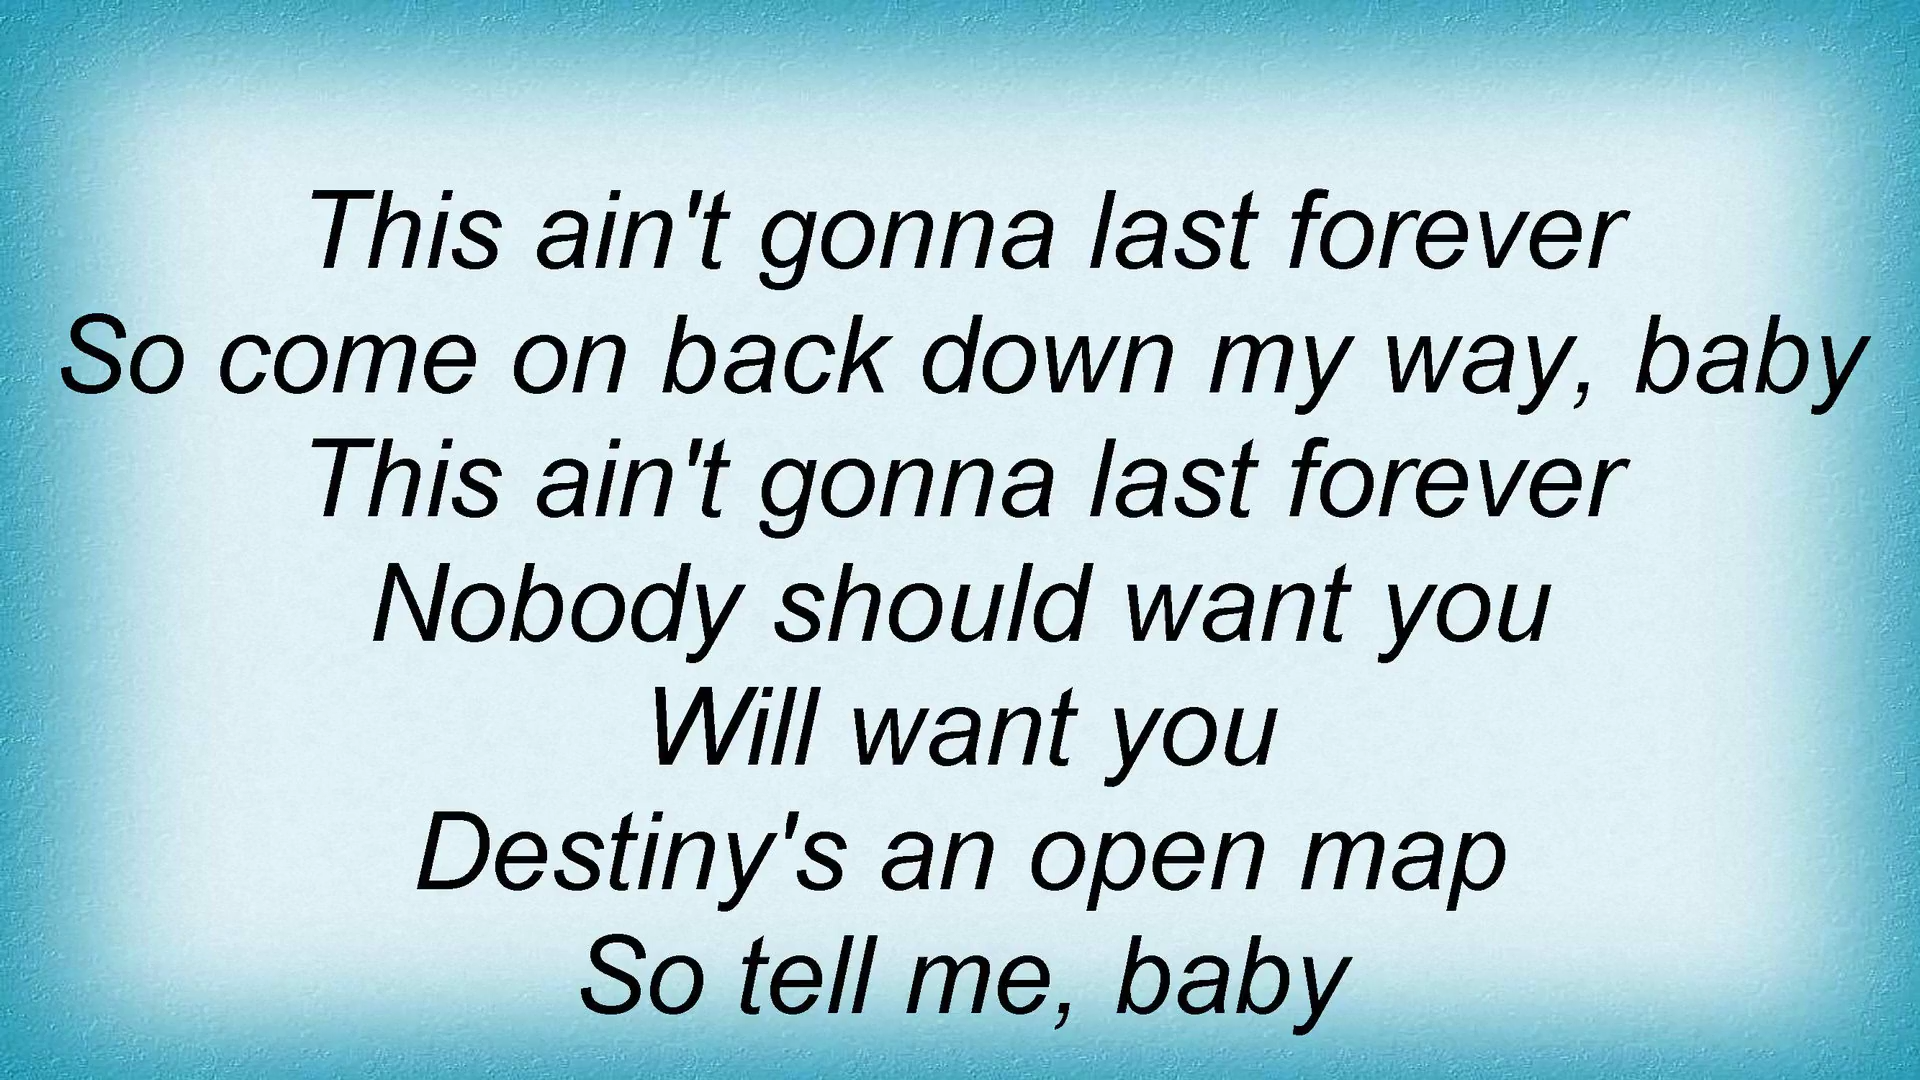 This ain't gonna last forever
So come on back down my way, baby
This ain't gonna last forever
Nobody should want you
Will want you
Destiny's an open map
So tell me, baby